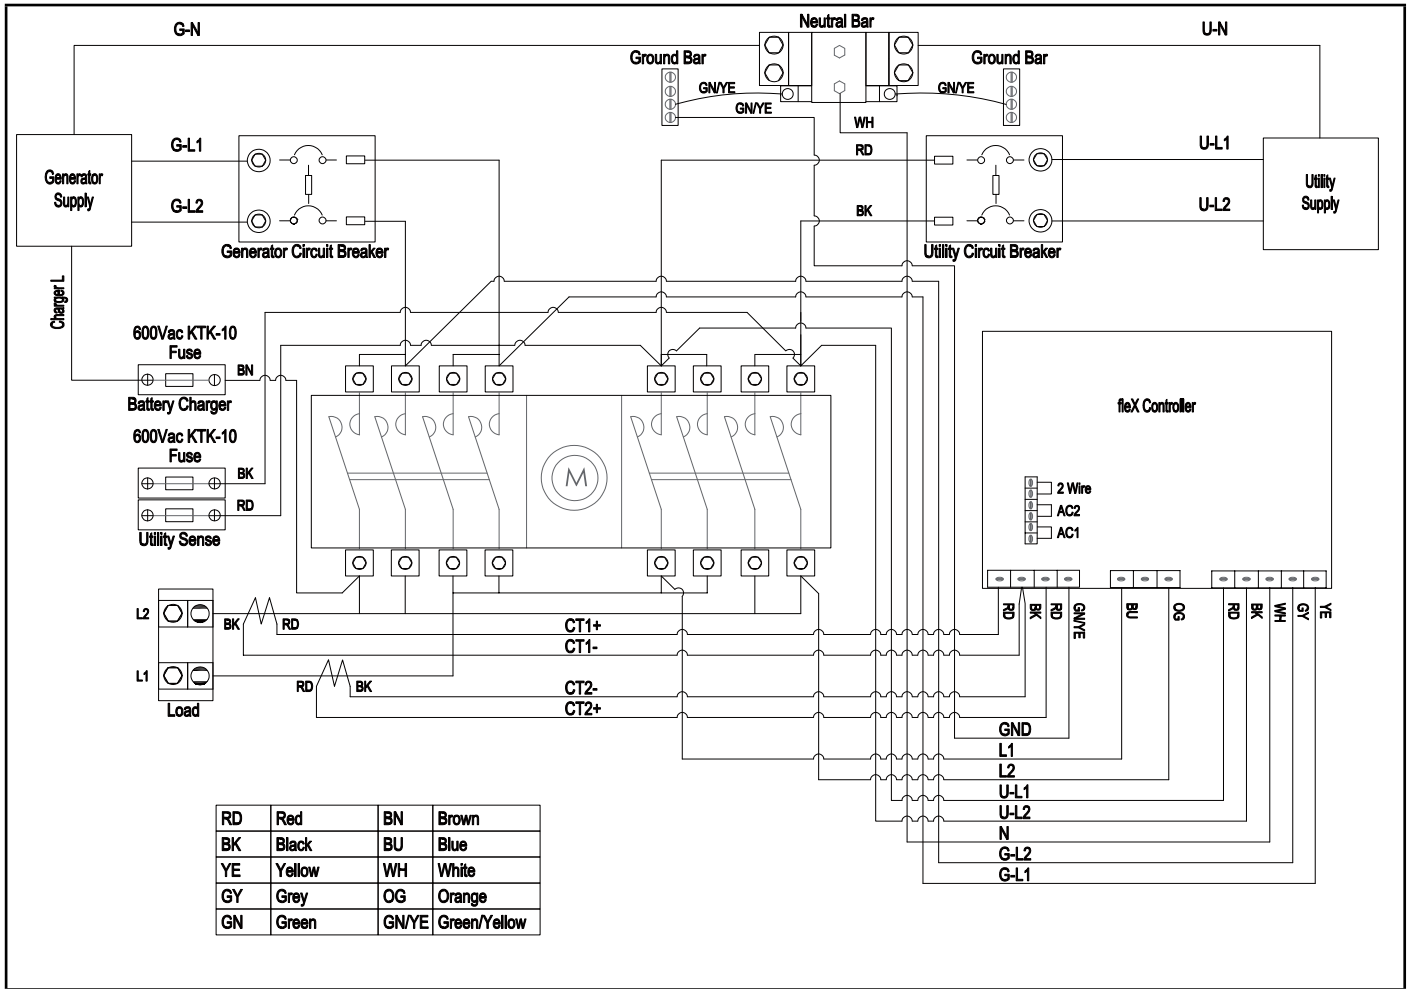 G-N
Neutral Bar
U-N
Ground Bar
Ground Bar
GN/YE
GN/YE
GN/YE
WH
G-L1
RD
U-L1
Generator
Supply
Utility
Supply
G-L2
BK
U-L2
Generator Circuit Breaker
Utility Circuit Breaker
Charger L
600Vac KTK-10
Fuse
BN
Battery Charger
fleX Controller
600Vac KTK-10
Fuse
BK
M
2 Wire
RD
AC2
Utility Sense
AC1
L2
BK
RD
RD
BK
RD
GN/YE
BU
OG
RD
BK
WH
GY
YE
CT1+
CT1-
L1
RD
BK
CT2-
CT2+
Load
GND
L1
L2
U-L1
U-L2
N
G-L2
G-L1
RD Red BN Brown
BK Black BU Blue
YE Yellow WH White
GY Grey OG Orange
GN Green GN/YE Green/Yellow